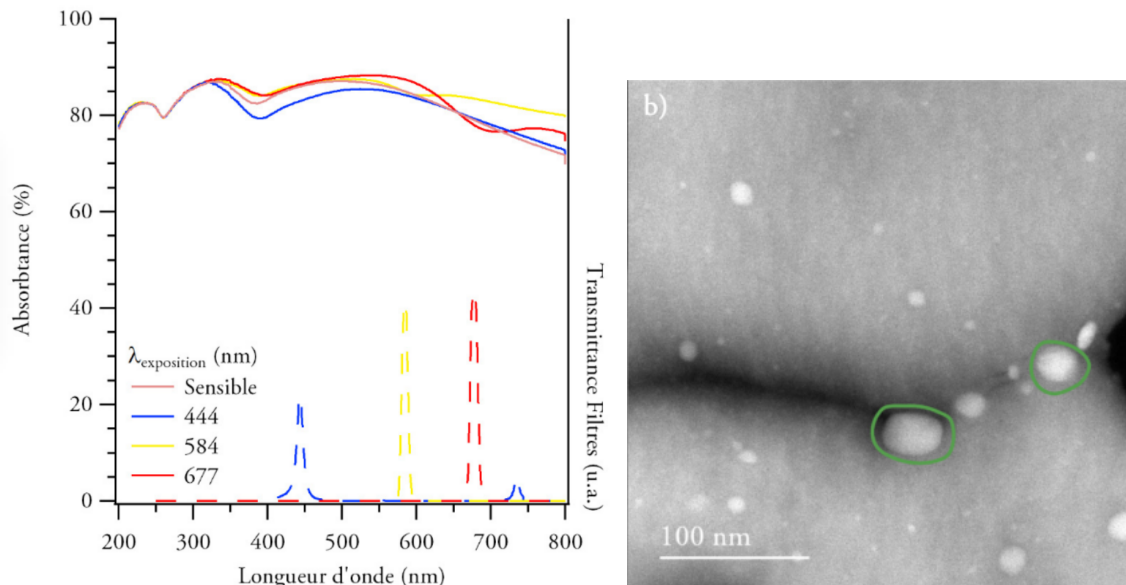 100
80
60
40
20
0
Absorbtance (%)
λexposition (nm)
Sensible
444
584
677
200 300 400 500 600 700 800
Longueur d'onde (nm)
Transmittance Filtres (u.a.)
b)
100 nm